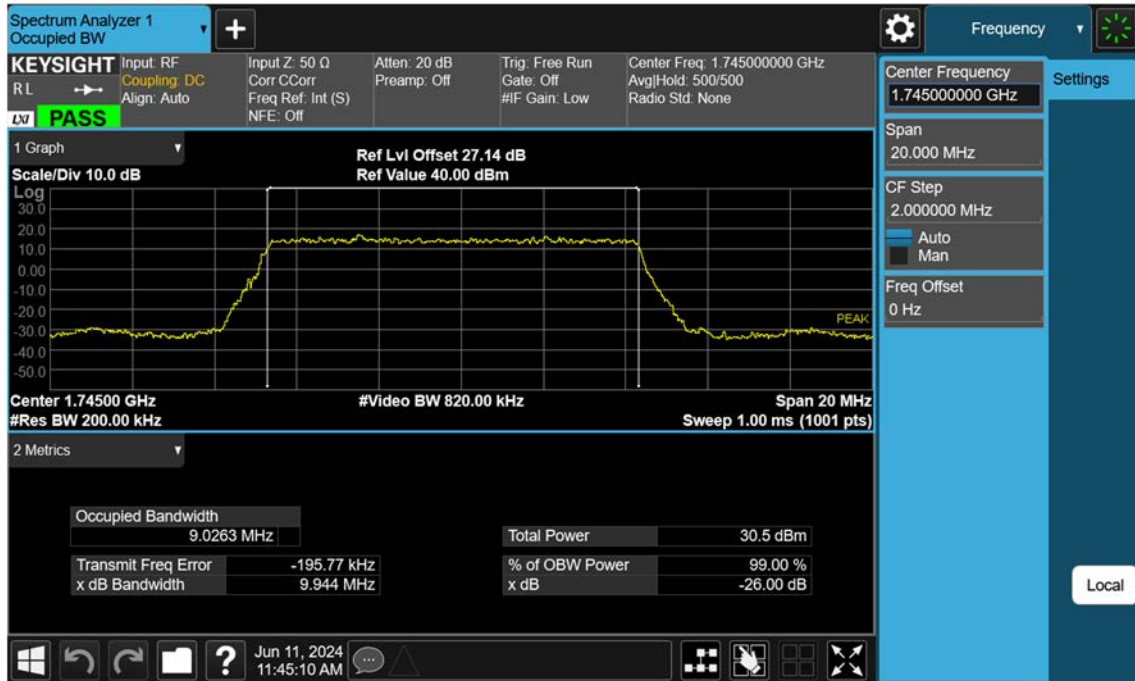 Spectrum Analyzer 1
Occupied BW
Frequency
KEYSIGHT
R L
LXI
PASS
Input: RF
Coupling: DC
Align: Auto
Input Z: 50 Ω
Corr CCorr
Freq Ref: Int (S)
NFE: Off
Atten: 20 dB
Preamp: Off
Trig: Free Run
Gate: Off
#IF Gain: Low
Center Freq: 1.745000000 GHz
Avg|Hold: 500/500
Radio Std: None
Center Frequency
1.745000000 GHz
Settings
Span
20.000 MHz
CF Step
2.000000 MHz
Auto
Man
Freq Offset
0 Hz
Local
1 Graph
Scale/Div 10.0 dB
Ref Lvl Offset 27.14 dB
Ref Value 40.00 dBm
Log
30.0
20.0
10.0
0.00
-10.0
-20.0
-30.0
-40.0
-50.0
PEAK
Center 1.74500 GHz
#Video BW 820.00 kHz
Span 20 MHz
#Res BW 200.00 kHz
Sweep 1.00 ms (1001 pts)
2 Metrics
Occupied Bandwidth
9.0263 MHz
Total Power 30.5 dBm
Transmit Freq Error -195.77 kHz
% of OBW Power 99.00 %
x dB Bandwidth 9.944 MHz
x dB -26.00 dB
?
Jun 11, 2024
11:45:10 AM